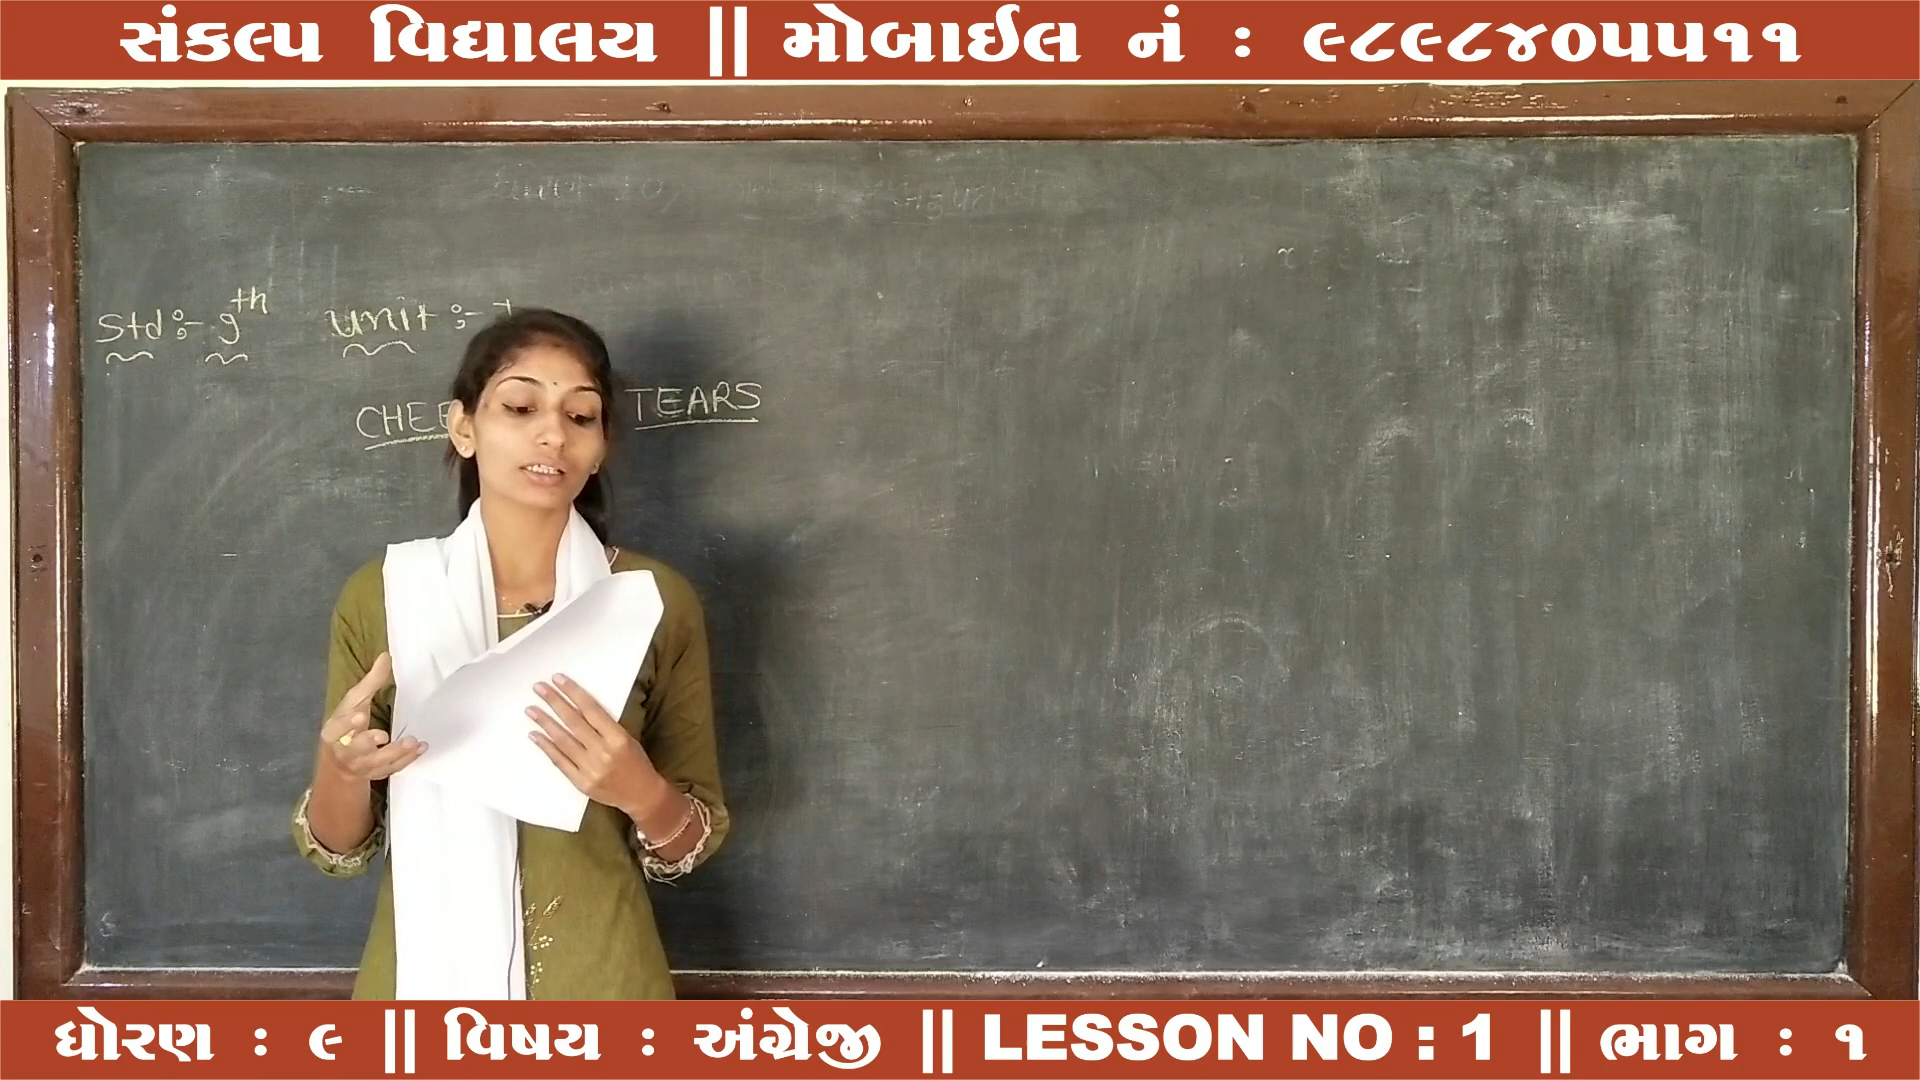 સંકલ્પ વિદ્યાલય || મોબાઈલ નં : ૯૮૯૮૪૦૫૫૧૧
Std :- 9th unit :-
CHEE TEARS
ધોરણ : ૯ || વિષય : અંગ્રેજી || LESSON NO : 1 || ભાગ : ૧